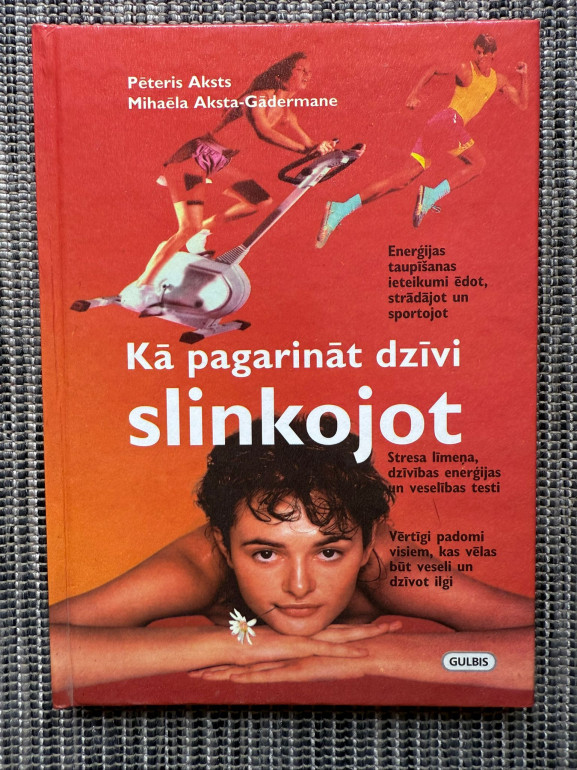 Pēteris Aksts
Mihaēla Aksta-Gādermane
Enerģijas
taupīšanas
ieteikumi ēdot,
strādājot un
sportojot
Kā pagarināt dzīvi
slinkojot
Stresa līmeņa,
dzīvības enerģijas
un veselības testi
Vērtīgi padomi
visiem, kas vēlas
būt veseli un
dzīvot ilgi
GULBIS